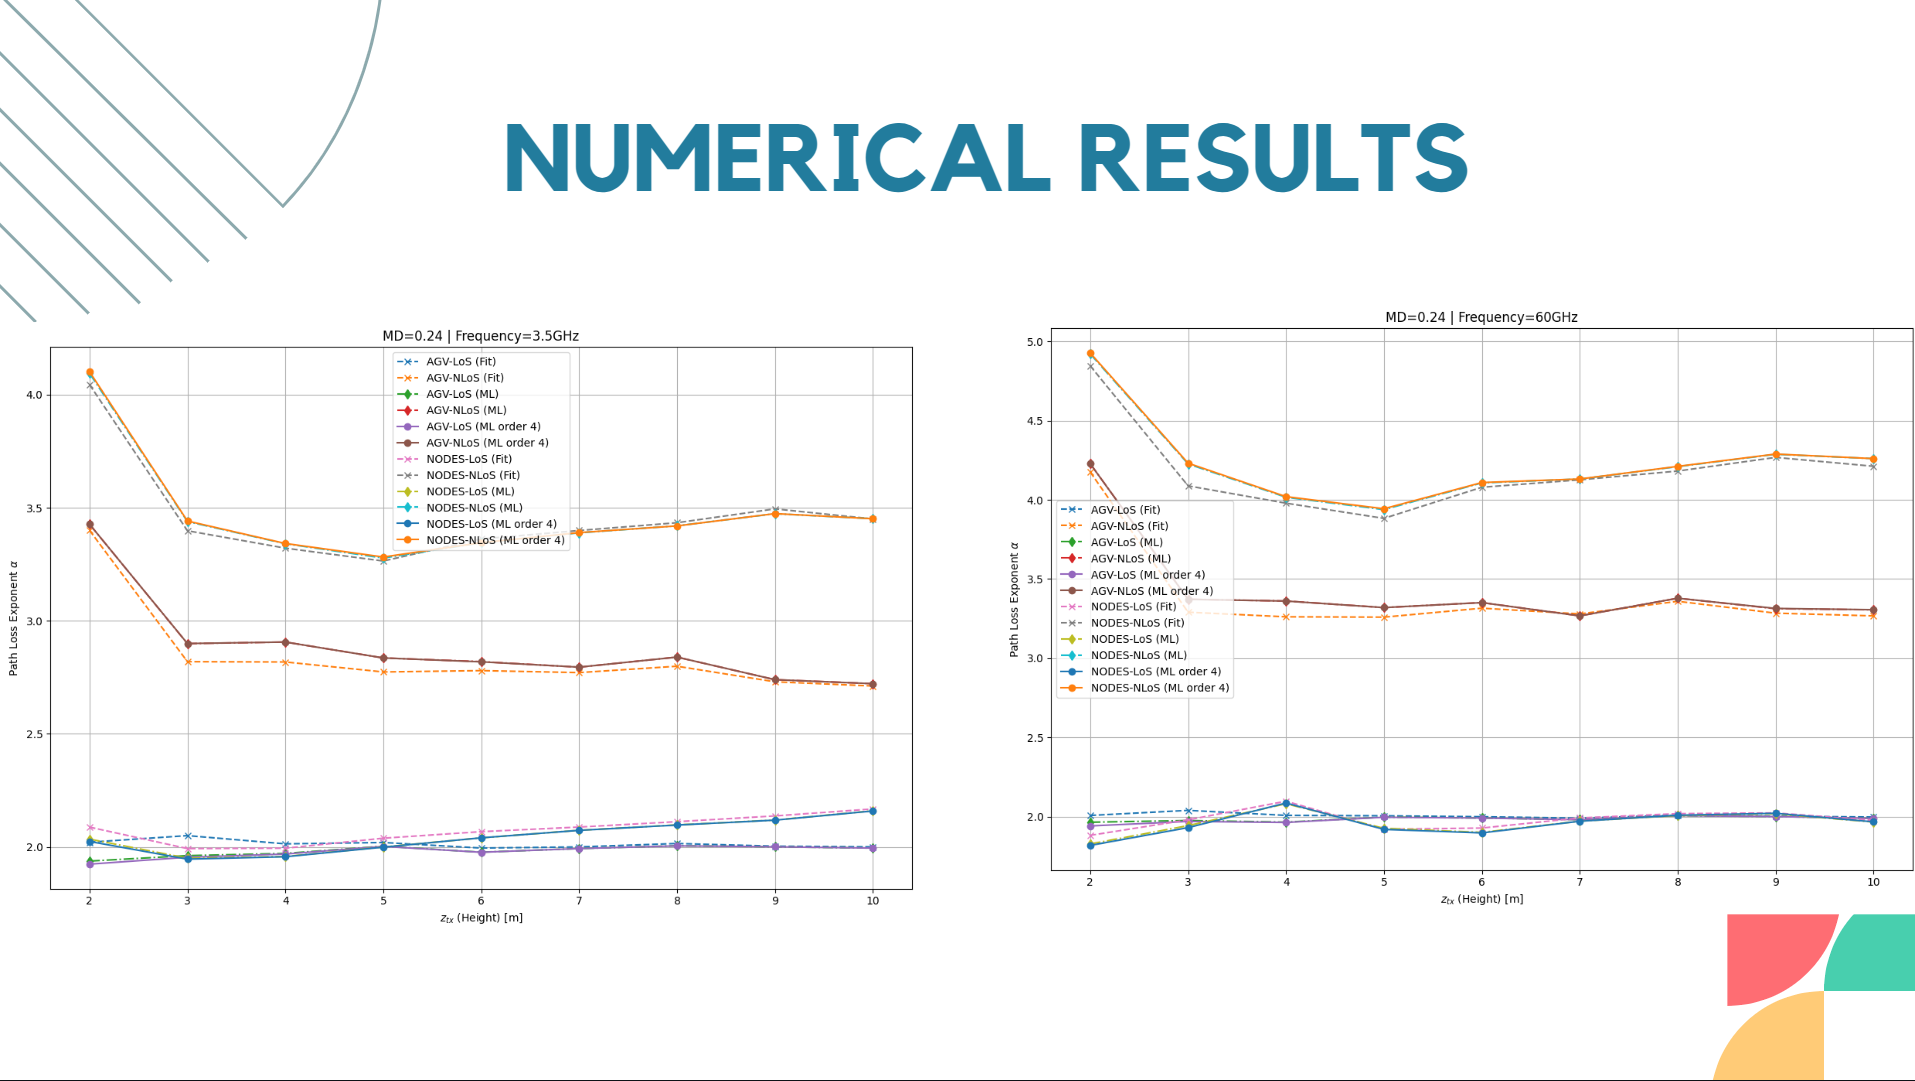 NUMERICAL RESULTS
MD=0.24 | Frequency=3.5GHz
4.0
3.5
3.0
2.5
2.0
Path Loss Exponent α
AGV-LoS (Fit)
AGV-NLoS (Fit)
AGV-LoS (ML)
AGV-NLoS (ML)
AGV-LoS (ML order 4)
AGV-NLoS (ML order 4)
NODES-LoS (Fit)
NODES-NLoS (Fit)
NODES-LoS (ML)
NODES-NLoS (ML)
NODES-LoS (ML order 4)
NODES-NLoS (ML order 4)
2 3 4 5 6 7 8 9 10
z_tx (Height) [m]
MD=0.24 | Frequency=60GHz
5.0
4.5
4.0
3.5
3.0
2.5
2.0
Path Loss Exponent α
AGV-LoS (Fit)
AGV-NLoS (Fit)
AGV-LoS (ML)
AGV-NLoS (ML)
AGV-LoS (ML order 4)
AGV-NLoS (ML order 4)
NODES-LoS (Fit)
NODES-NLoS (Fit)
NODES-LoS (ML)
NODES-NLoS (ML)
NODES-LoS (ML order 4)
NODES-NLoS (ML order 4)
2 3 4 5 6 7 8 9 10
z_tx (Height) [m]